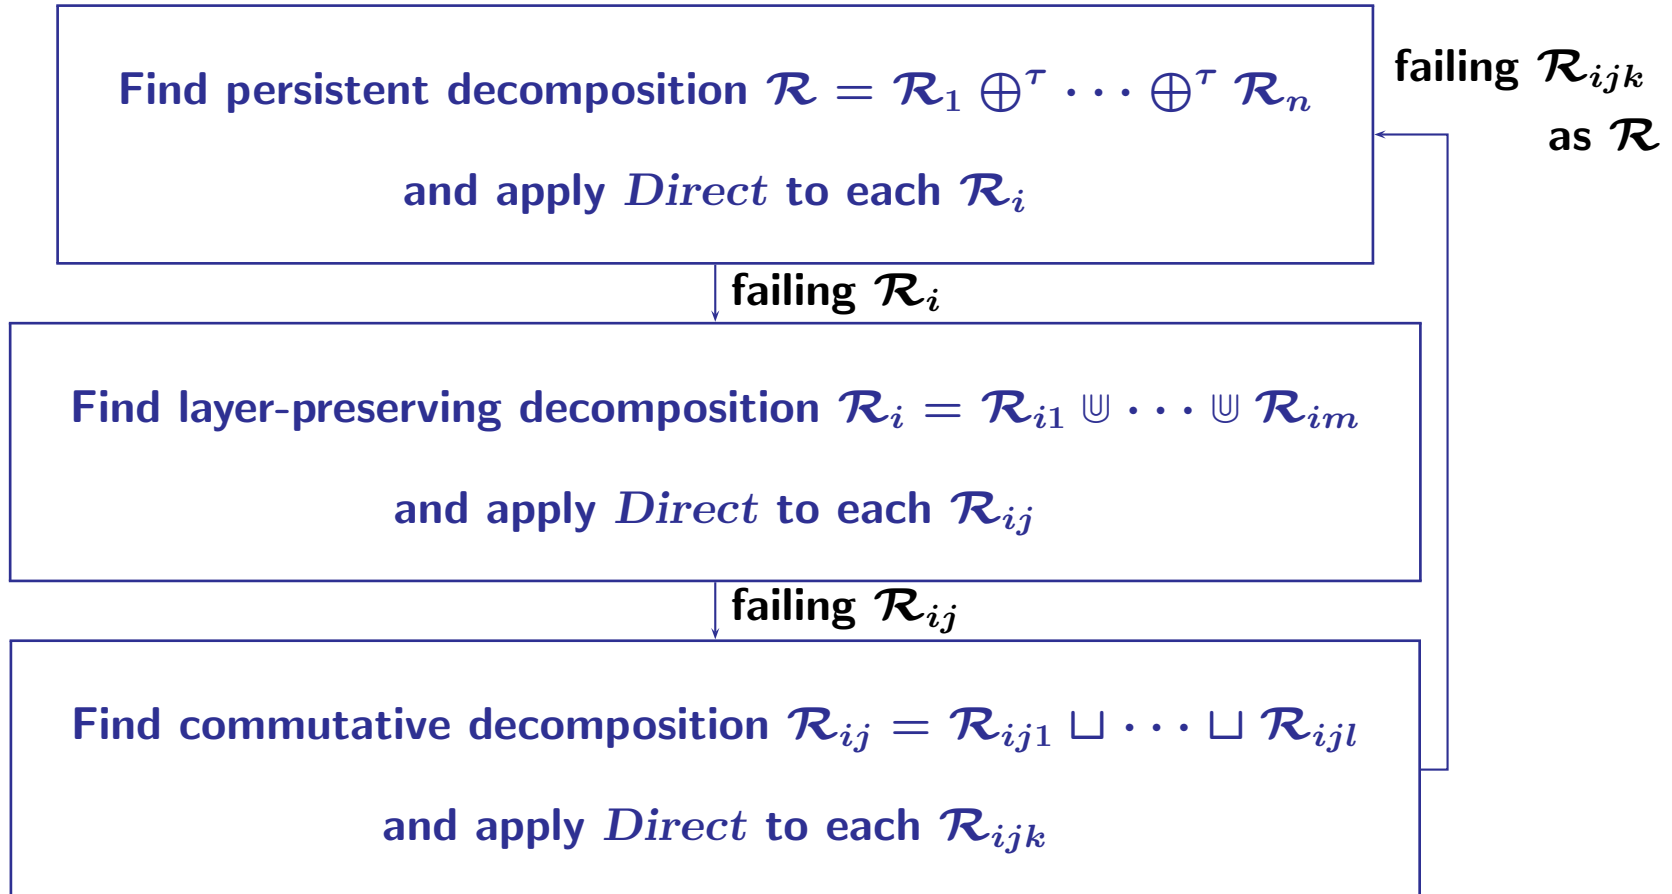 Find persistent decomposition 𝓡 = 𝓡₁ ⊕^τ · · · ⊕^τ 𝓡ₙ
and apply Direct to each 𝓡ᵢ
failing 𝓡ᵢⱼₖ
as 𝓡
failing 𝓡ᵢ
Find layer-preserving decomposition 𝓡ᵢ = 𝓡ᵢ₁ ⋓ · · · ⋓ 𝓡ᵢₘ
and apply Direct to each 𝓡ᵢⱼ
failing 𝓡ᵢⱼ
Find commutative decomposition 𝓡ᵢⱼ = 𝓡ᵢⱼ₁ ⊔ · · · ⊔ 𝓡ᵢⱼₗ
and apply Direct to each 𝓡ᵢⱼₖ